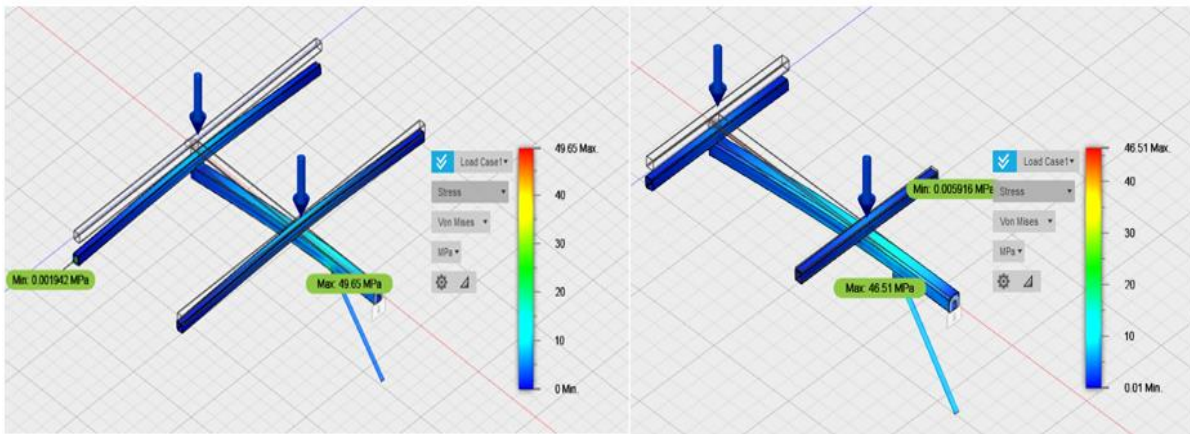 49.65 Max.
Load Case1
40
Stress
30
Von Mises
MPa
20
Min: 0.001942 MPa
Max: 49.65 MPa
10
0 Min.
46.51 Max.
Load Case1
40
Min: 0.005916 MPa
Stress
30
Von Mises
MPa
20
Max: 46.51 MPa
10
0.01 Min.